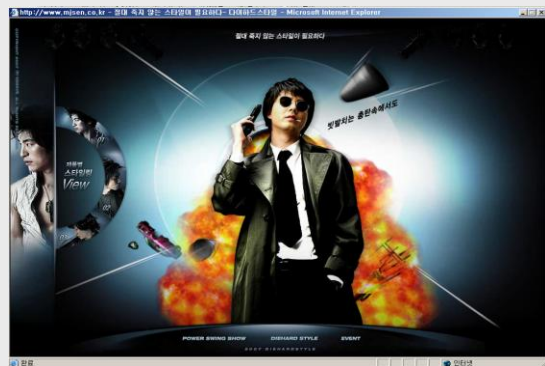 http://www.mjsen.co.kr - 절대 죽지 않는 스타일이 필요하다- 다이하드스타일 - Microsoft Internet Explorer
절대 죽지 않는 스타일이 필요하다
빗발치는 총탄속에서도
스타일링
View
POWER SWING SHOW DIEHARD STYLE EVENT
2007 DIEHARDSTYLE
완료
인터넷